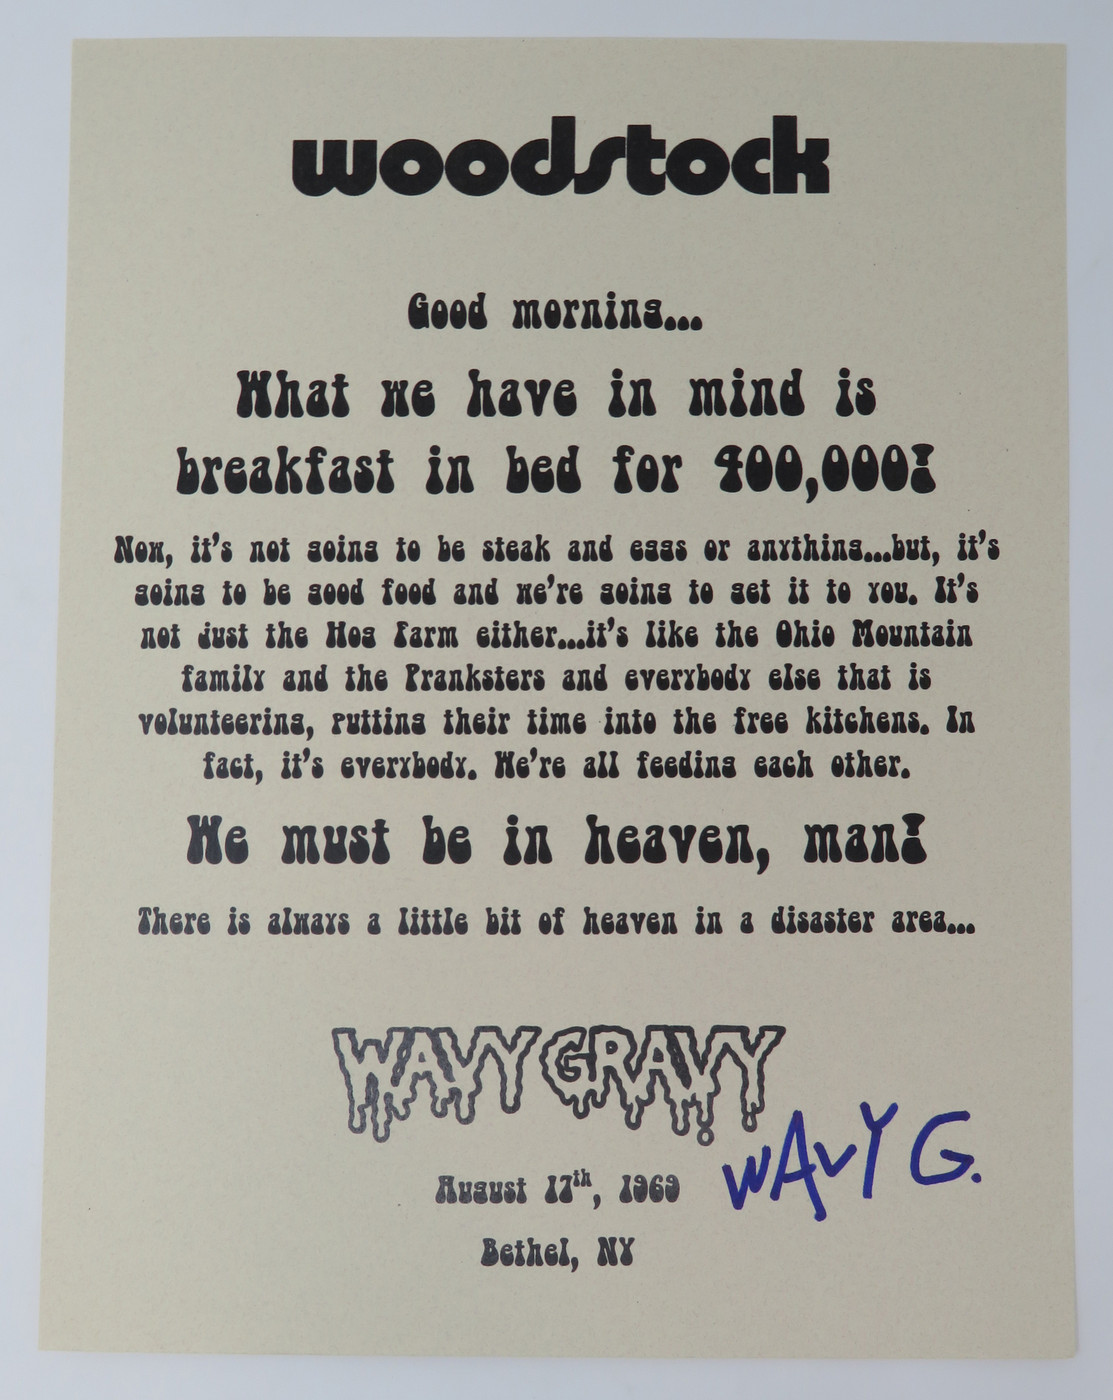 woodstock
Good morning...
What we have in mind is
breakfast in bed for 400,000!
Now, it's not going to be steak and eggs or anything...but, it's
going to be good food and we're going to get it to you. It's
not just the Hog Farm either...it's like the Ohio Mountain
family and the Pranksters and everybody else that is
volunteering, putting their time into the free kitchens. In
fact, it's everybody. We're all feeding each other.
We must be in heaven, man!
There is always a little bit of heaven in a disaster area...
WAVY GRAVY
WAVY G.
August 17th, 1969
Bethel, NY